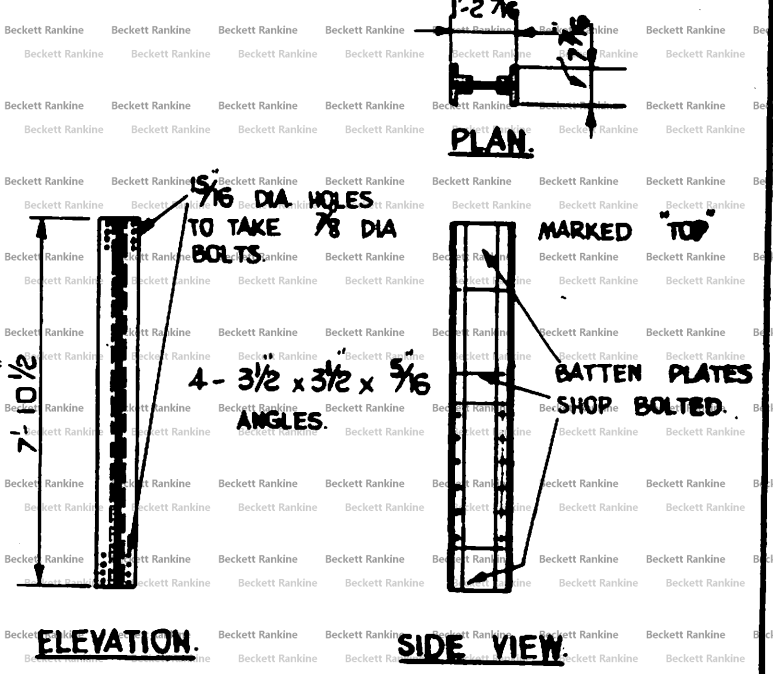 1'-2 7/16
7/16"
PLAN.
15/16" DIA HOLES
TO TAKE 7/8 DIA
BOLTS.
MARKED "TOP"
7'-10 1/2"
4 - 3 1/2" x 3 1/2" x 5/16"
ANGLES.
BATTEN PLATES
SHOP BOLTED.
ELEVATION.
SIDE VIEW.
Beckett Rankine